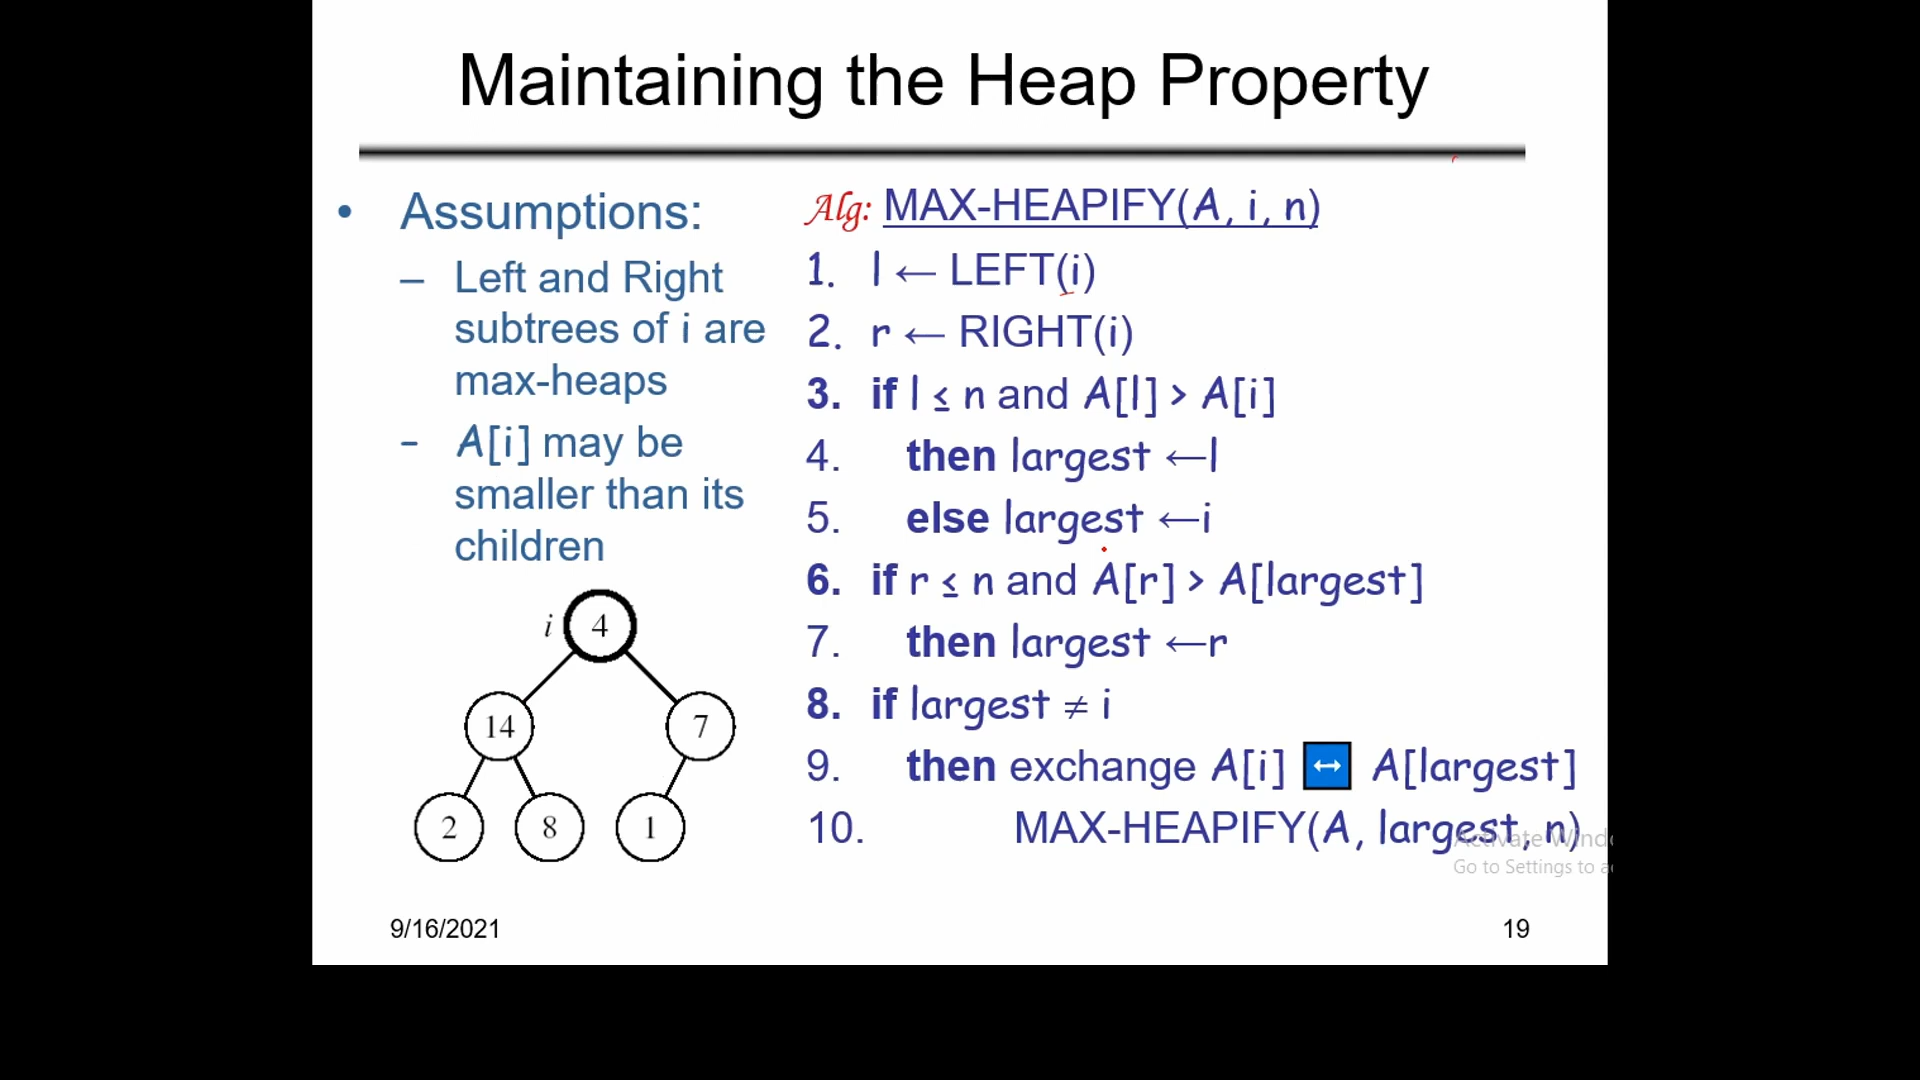 Maintaining the Heap Property
• Assumptions:
– Left and Right
subtrees of i are
max-heaps
– A[i] may be
smaller than its
children
i 4
14 7
2 8 1
Alg: MAX-HEAPIFY(A, i, n)
1. l ← LEFT(i)
2. r ← RIGHT(i)
3. if l ≤ n and A[l] > A[i]
4. then largest ←l
5. else largest ←i
6. if r ≤ n and A[r] > A[largest]
7. then largest ←r
8. if largest ≠ i
9. then exchange A[i] ↔ A[largest]
10. MAX-HEAPIFY(A, largest, n)
Activate Wind
Go to Settings to a
9/16/2021
19